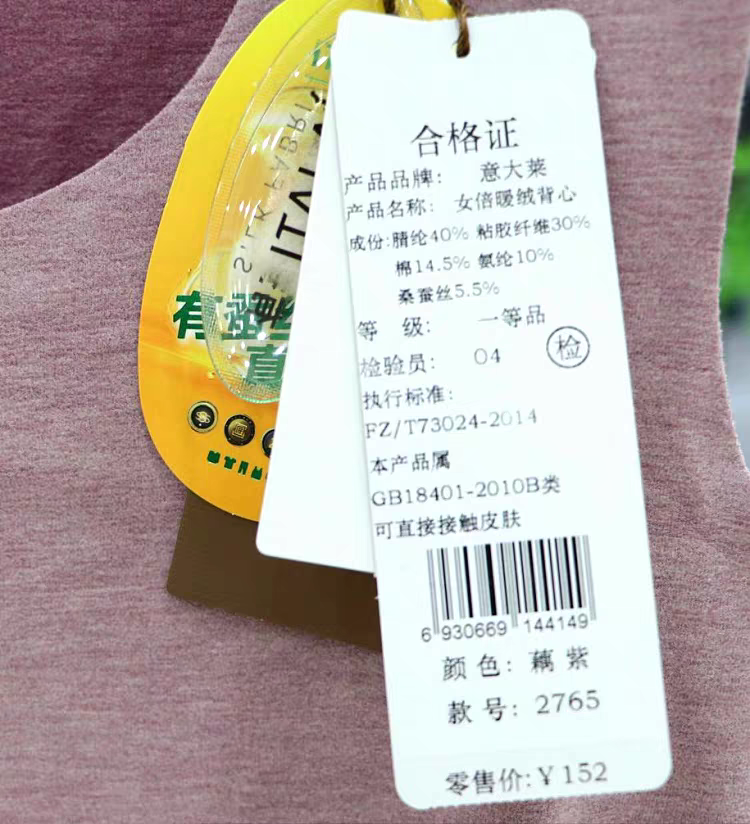 合格证
产品品牌: 意大莱
产品名称: 女倍暖绒背心
成份:腈纶40% 粘胶纤维30%
棉14.5% 氨纶10%
桑蚕丝5.5%
等 级: 一等品
检验员: 04 检
执行标准:
FZ/T73024-2014
本产品属
GB18401-2010B类
可直接接触皮肤
6 930669 144149
颜 色: 藕 紫
款 号: 2765
零售价:¥152
有蚕
直